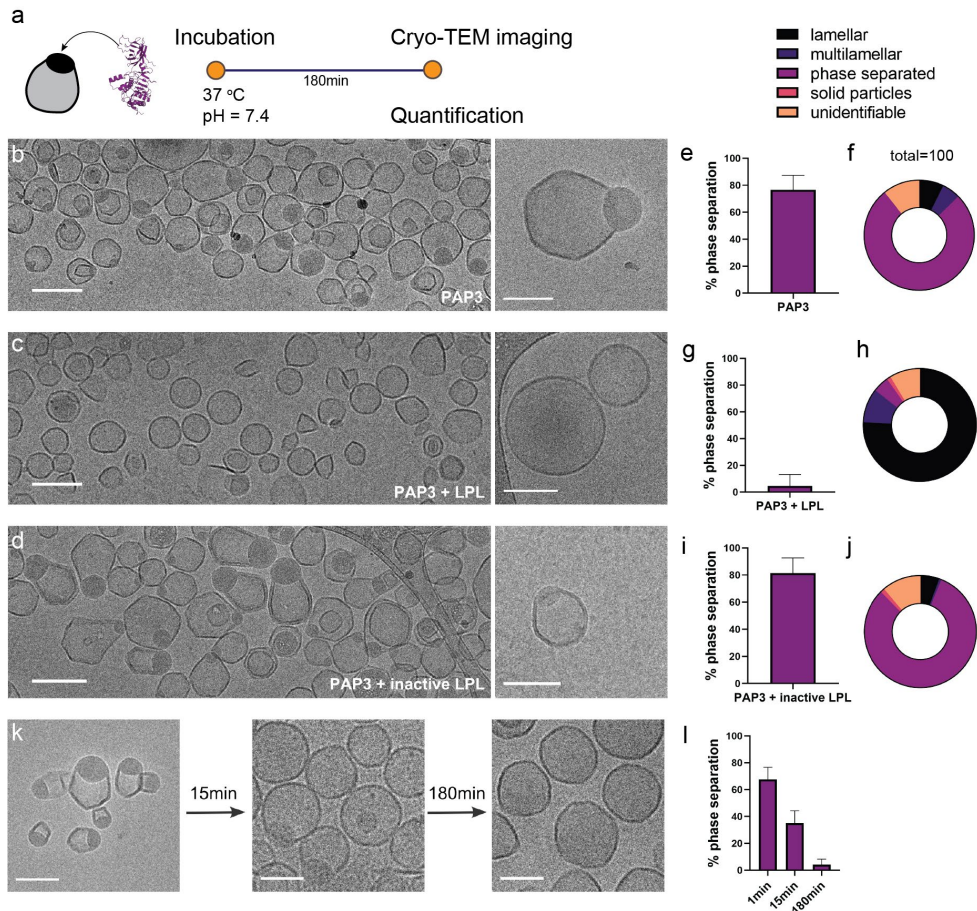 a
Incubation
Cryo-TEM imaging
180min
37 °C
pH = 7.4
Quantification
lamellar
multilamellar
phase separated
solid particles
unidentifiable
b
PAP3
e
% phase separation
100
80
60
40
20
0
PAP3
f
total=100
c
PAP3 + LPL
g
% phase separation
100
80
60
40
20
0
PAP3 + LPL
h
d
PAP3 + inactive LPL
i
% phase separation
100
80
60
40
20
0
PAP3 + inactive LPL
j
k
15min
180min
l
% phase separation
100
80
60
40
20
0
1min
15min
180min